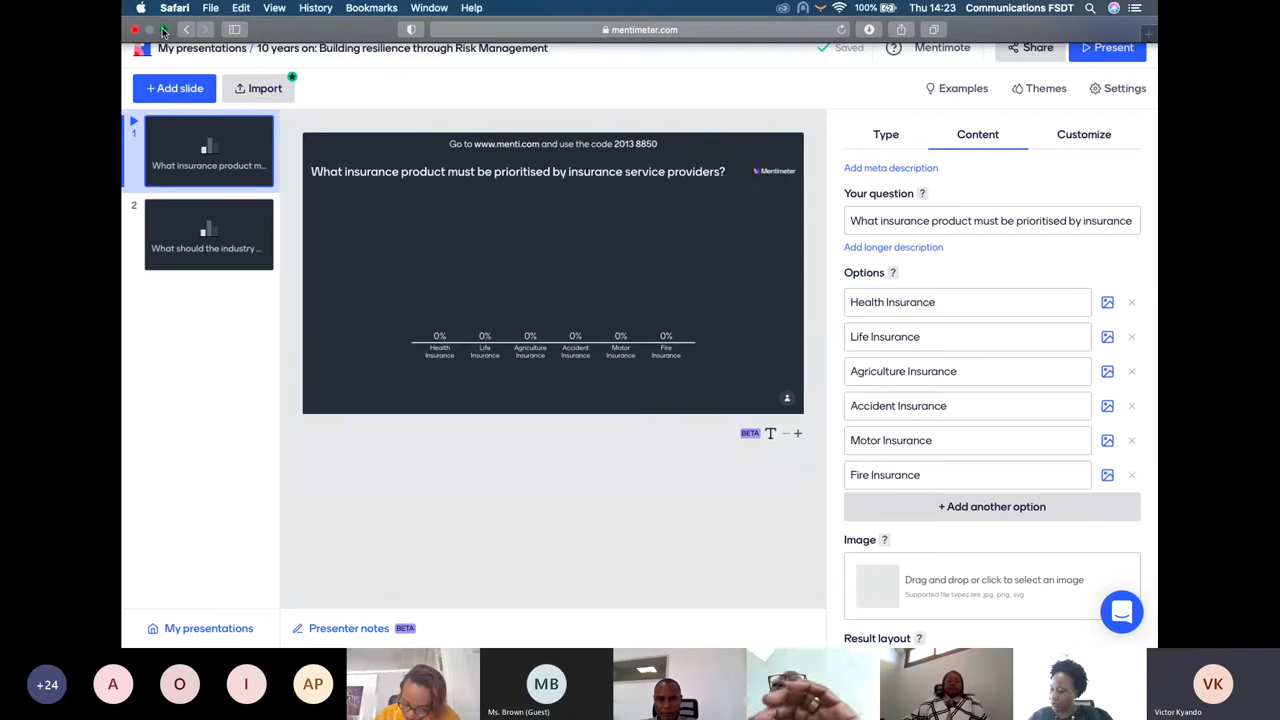 Safari File Edit View History Bookmarks Window Help
Thu 14:23 Communications FSDT
mentimeter.com
My presentations / 10 years on: Building resilience through Risk Management
Saved
Mentimote
Share
Present
+ Add slide
Import
Examples
Themes
Settings
1
What insurance product m...
2
What should the industry ...
Go to www.menti.com and use the code 2013 8850
What insurance product must be prioritised by insurance service providers?
Mentimeter
0% 0% 0% 0% 0% 0%
Health Insurance
Life Insurance
Agriculture Insurance
Accident Insurance
Motor Insurance
Fire Insurance
BETA T − +
Type Content Customize
Add meta description
Your question ?
What insurance product must be prioritised by insurance
Add longer description
Options ?
Health Insurance
Life Insurance
Agriculture Insurance
Accident Insurance
Motor Insurance
Fire Insurance
+ Add another option
Image ?
Drag and drop or click to select an image
Supported file types are .jpg, .png, .svg
Result layout ?
My presentations
Presenter notes BETA
+24
A
O
I
AP
MB
Ms. Brown (Guest)
VK
Victor Kyando